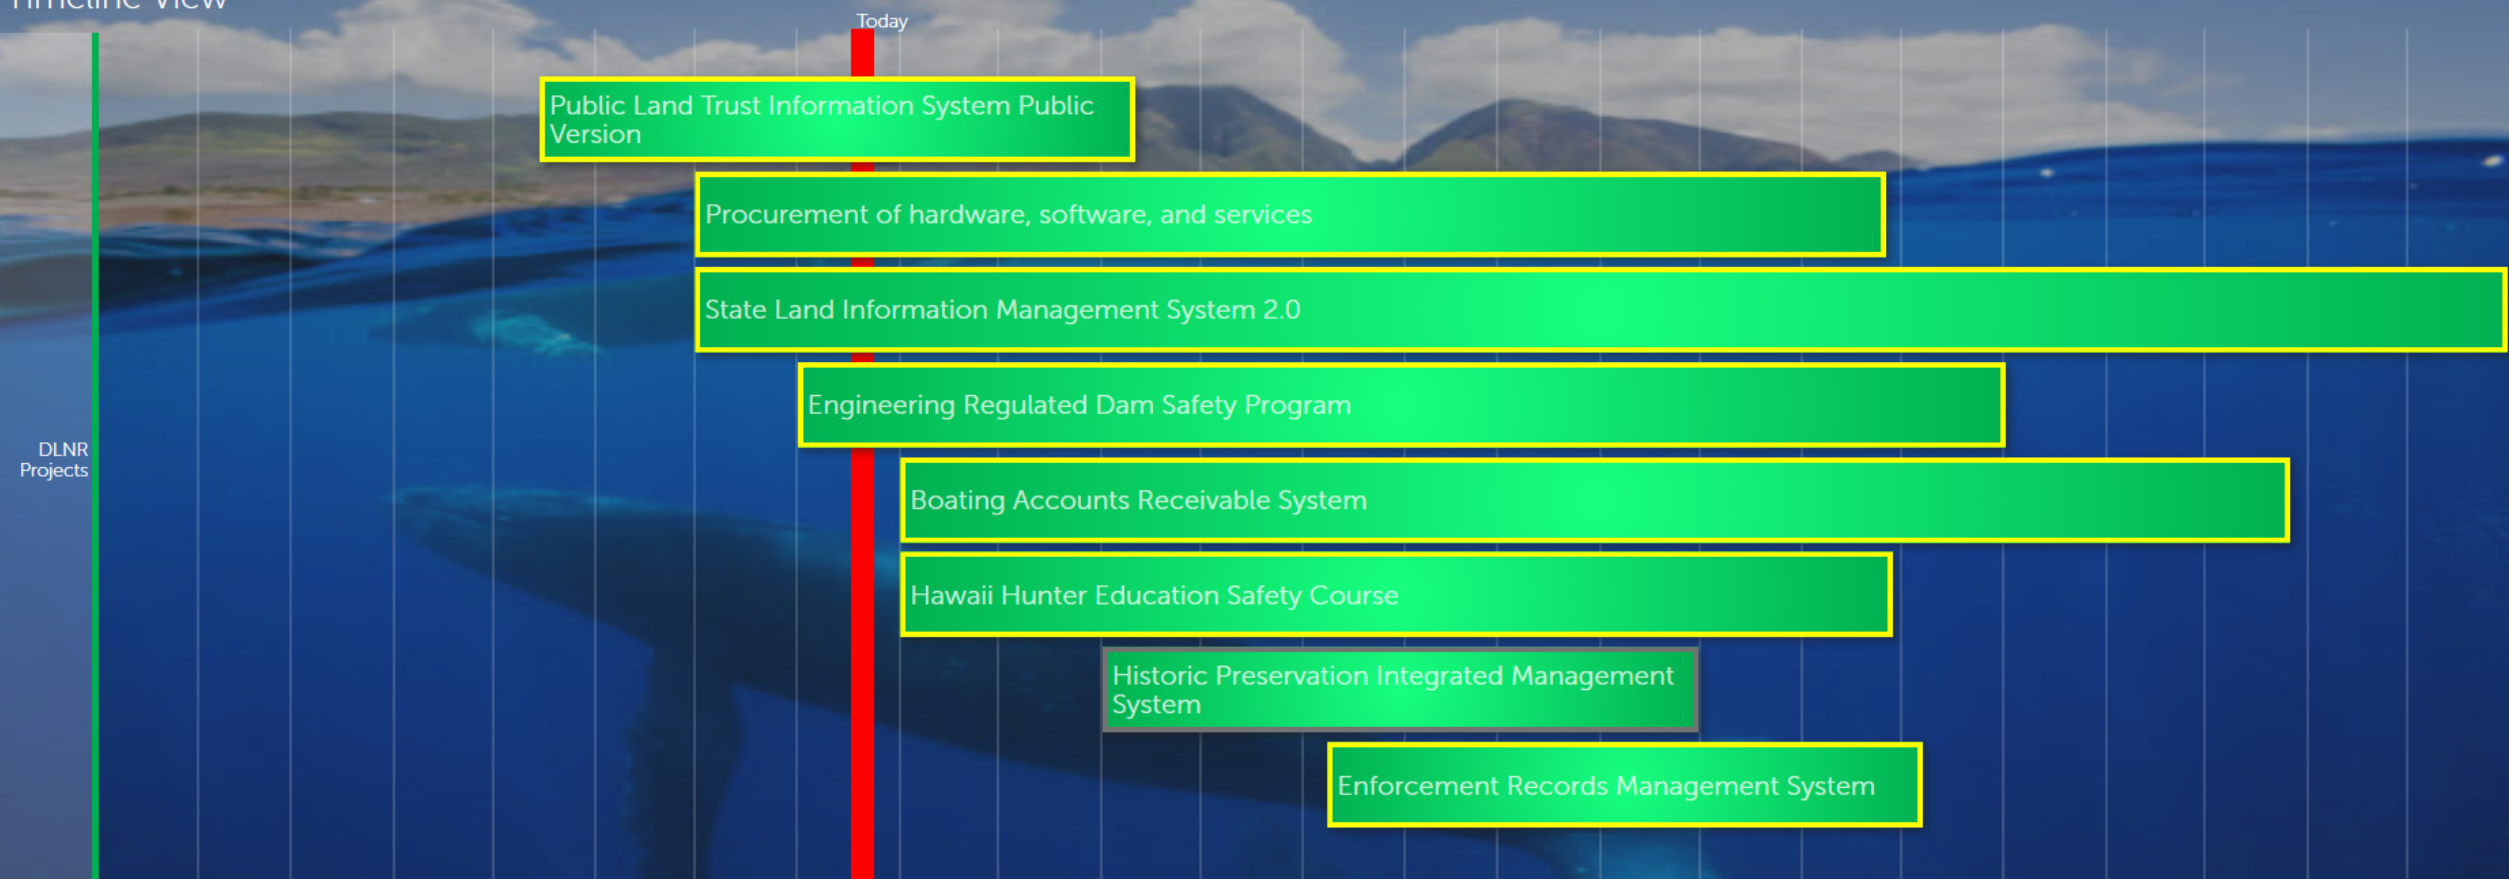 Timeline View
Today
Public Land Trust Information System Public
Version
Procurement of hardware, software, and services
State Land Information Management System 2.0
Engineering Regulated Dam Safety Program
DLNR
Projects
Boating Accounts Receivable System
Hawaii Hunter Education Safety Course
Historic Preservation Integrated Management
System
Enforcement Records Management System